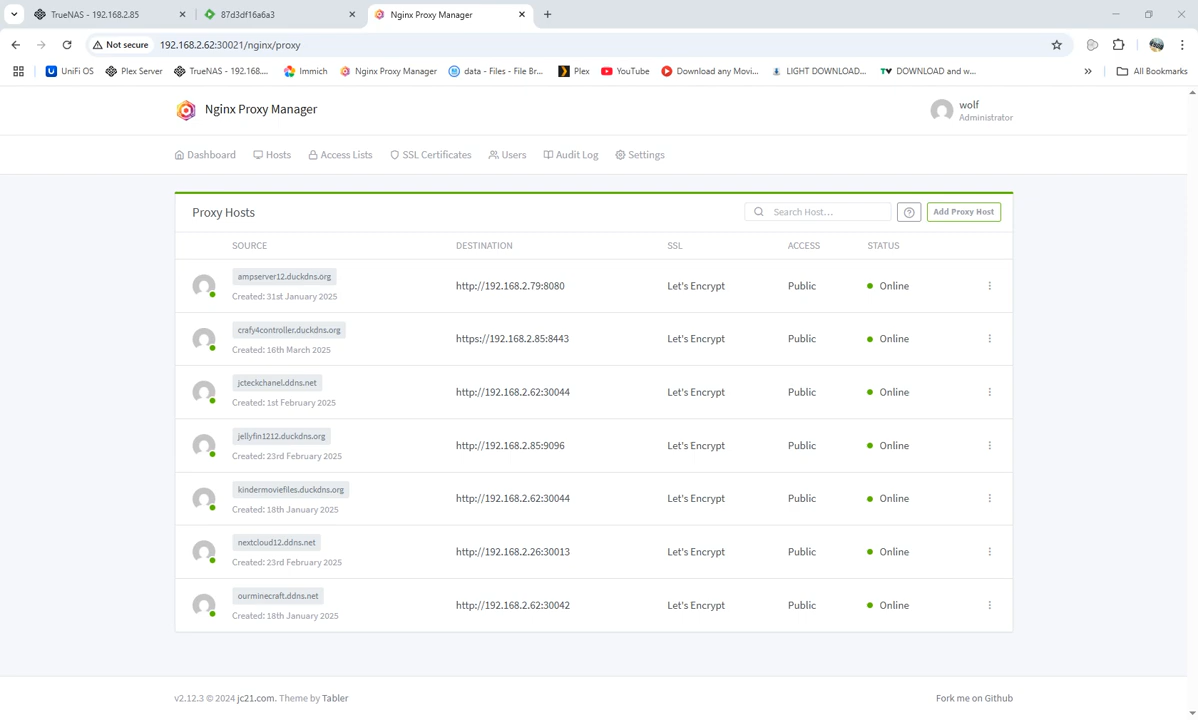 TrueNAS - 192.168.2.85
87d3df16a6a3
Nginx Proxy Manager
Not secure
192.168.2.62:30021/nginx/proxy
UniFi OS
Plex Server
TrueNAS - 192.168....
Immich
Nginx Proxy Manager
data - Files - File Br...
Plex
YouTube
Download any Movi...
LIGHT DOWNLOAD...
DOWNLOAD and w...
All Bookmarks
Nginx Proxy Manager
wolf
Administrator
Dashboard
Hosts
Access Lists
SSL Certificates
Users
Audit Log
Settings
Proxy Hosts
Search Host...
Add Proxy Host
SOURCE DESTINATION SSL ACCESS STATUS
ampserver12.duckdns.org
Created: 31st January 2025
http://192.168.2.79:8080 Let's Encrypt Public Online
crafy4controller.duckdns.org
Created: 16th March 2025
https://192.168.2.85:8443 Let's Encrypt Public Online
jcteckchanel.ddns.net
Created: 1st February 2025
http://192.168.2.62:30044 Let's Encrypt Public Online
jellyfin1212.duckdns.org
Created: 23rd February 2025
http://192.168.2.85:9096 Let's Encrypt Public Online
kindermoviefiles.duckdns.org
Created: 18th January 2025
http://192.168.2.62:30044 Let's Encrypt Public Online
nextcloud12.ddns.net
Created: 23rd February 2025
http://192.168.2.26:30013 Let's Encrypt Public Online
ourminecraft.ddns.net
Created: 18th January 2025
http://192.168.2.62:30042 Let's Encrypt Public Online
v2.12.3 © 2024 jc21.com. Theme by Tabler
Fork me on Github